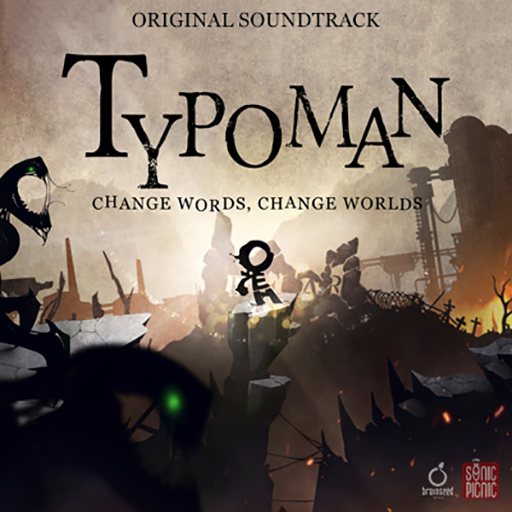 ORIGINAL SOUNDTRACK
TYPOMAN
CHANGE WORDS, CHANGE WORLDS
brainseed
SONIC
PICNIC